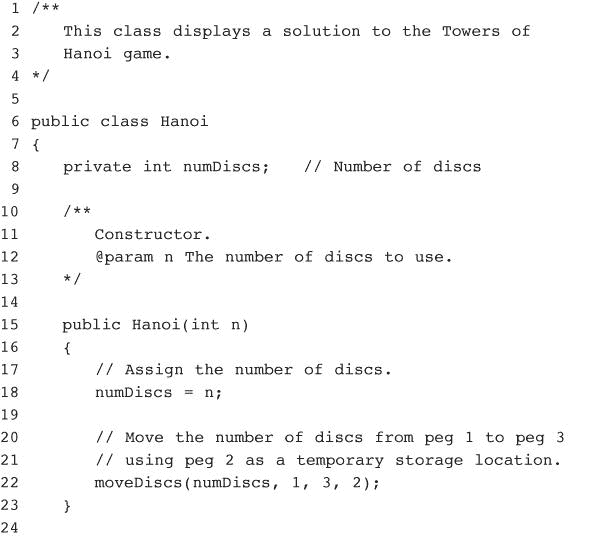 1 /**
2    This class displays a solution to the Towers of
3    Hanoi game.
4 */
5
6 public class Hanoi
7 {
8    private int numDiscs;   // Number of discs
9
10    /**
11       Constructor.
12       @param n The number of discs to use.
13    */
14
15    public Hanoi(int n)
16    {
17       // Assign the number of discs.
18       numDiscs = n;
19
20       // Move the number of discs from peg 1 to peg 3
21       // using peg 2 as a temporary storage location.
22       moveDiscs(numDiscs, 1, 3, 2);
23    }
24